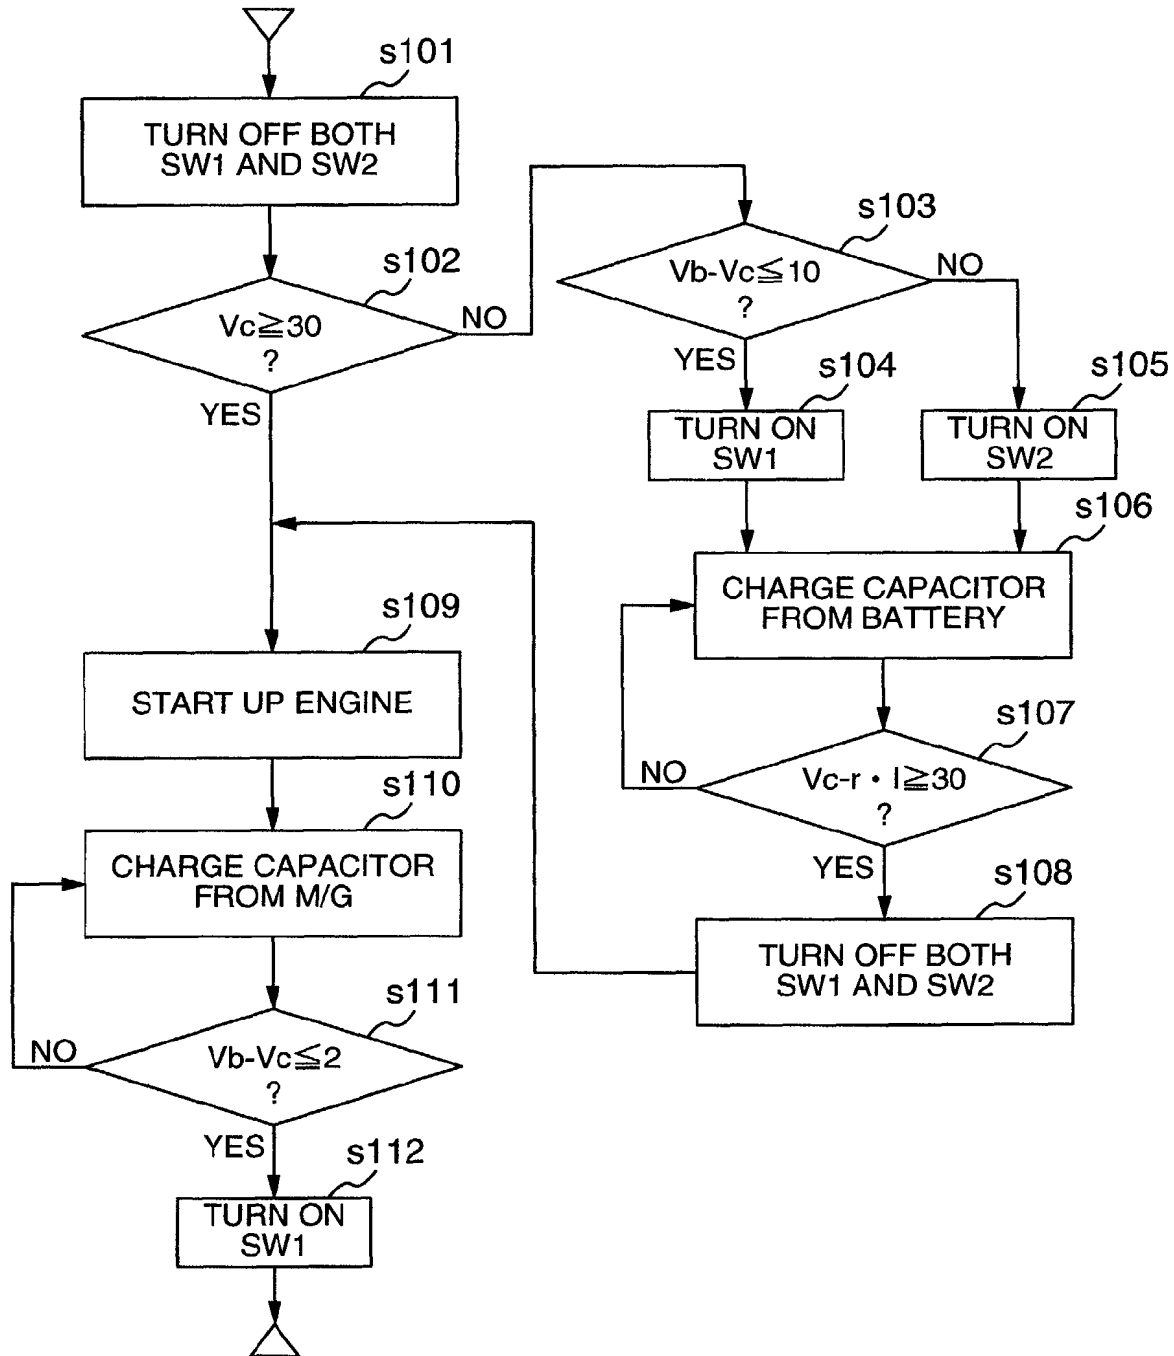 s101
TURN OFF BOTH
SW1 AND SW2
s102
Vc≧30
?
NO
YES
s103
Vb-Vc≦10
?
NO
YES
s104
TURN ON
SW1
s105
TURN ON
SW2
s106
CHARGE CAPACITOR
FROM BATTERY
s107
Vc-r・I≧30
?
NO
YES
s108
TURN OFF BOTH
SW1 AND SW2
s109
START UP ENGINE
s110
CHARGE CAPACITOR
FROM M/G
s111
Vb-Vc≦2
?
NO
YES
s112
TURN ON
SW1